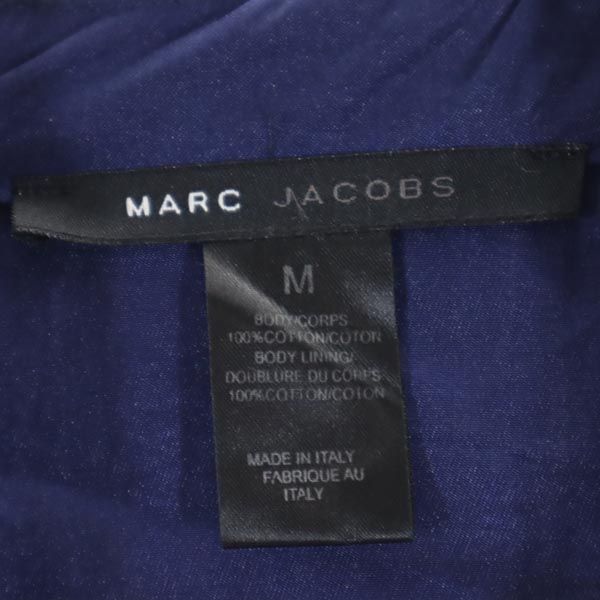 MARC JACOBS
M
BODY/CORPS
100%COTTON/COTON
BODY LINING/
DOUBLURE DU CORPS
100%COTTON/COTON
MADE IN ITALY
FABRIQUE AU
ITALY